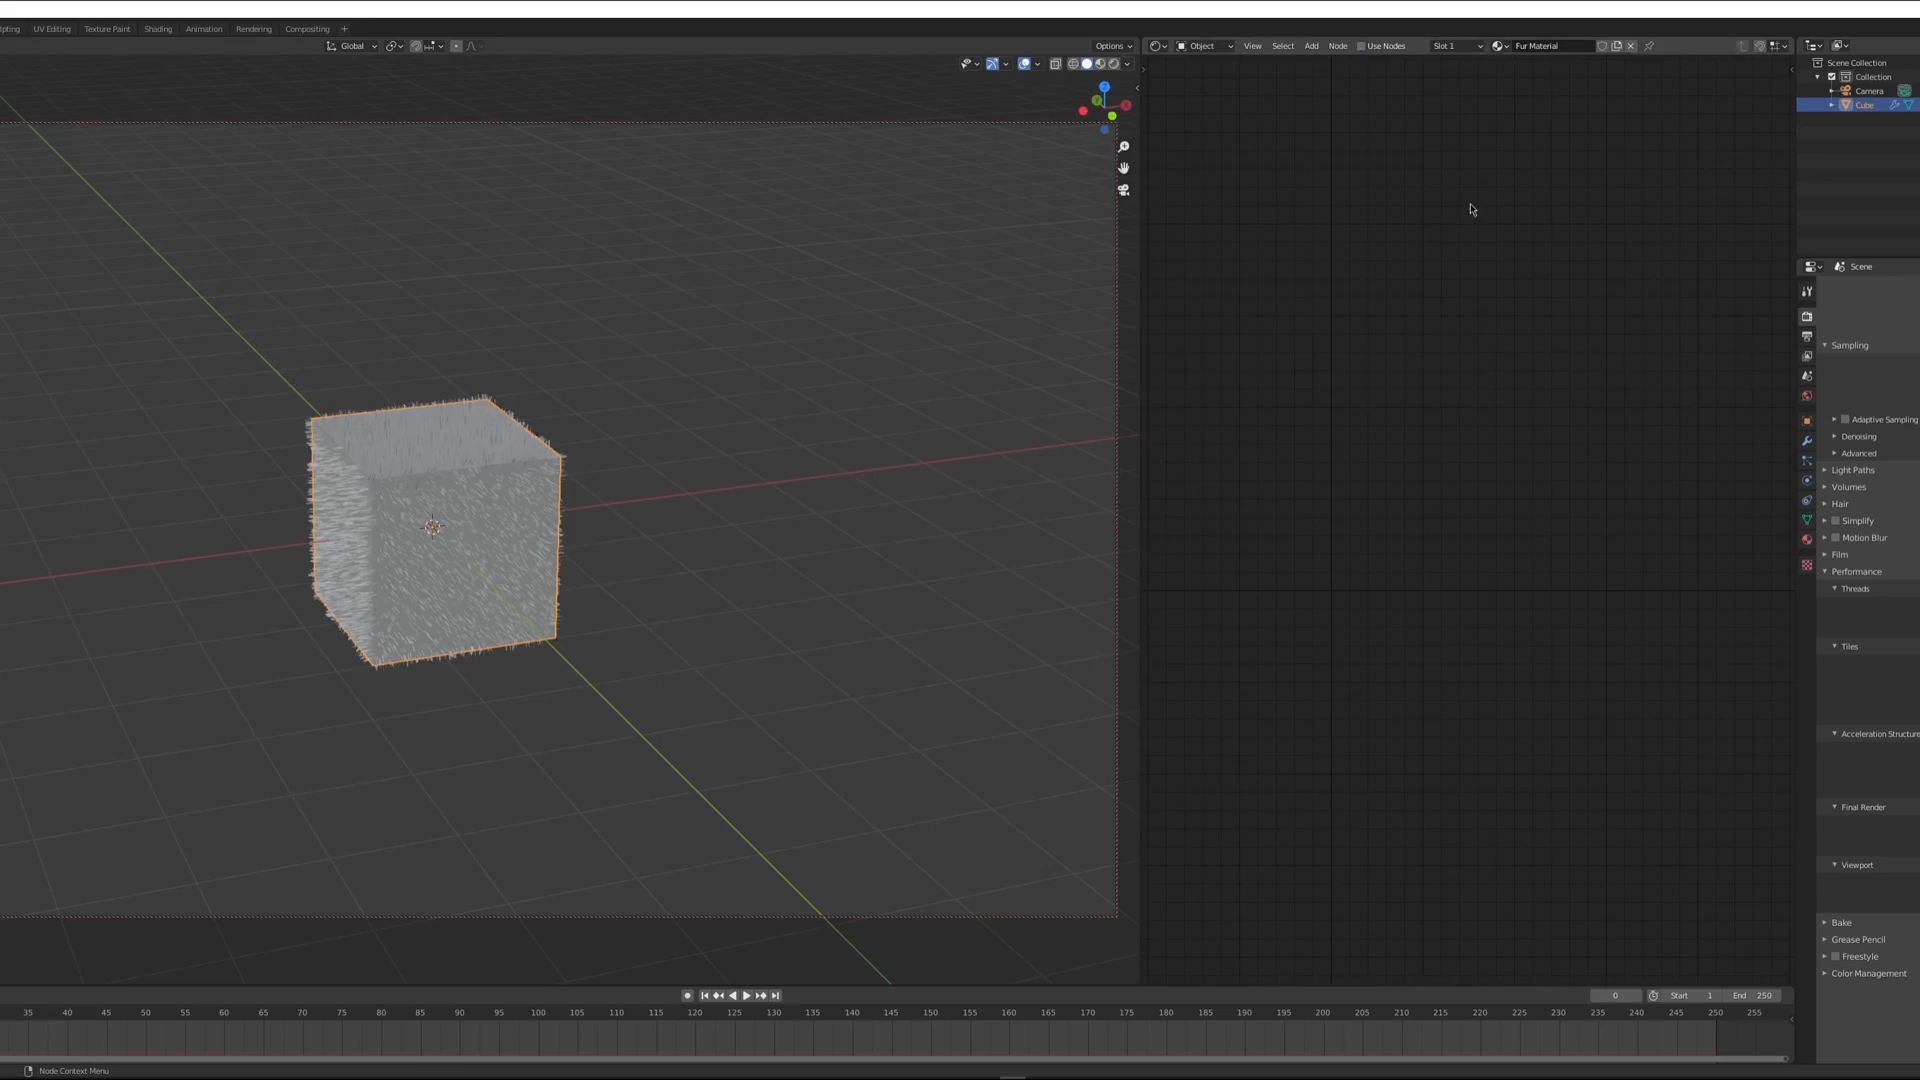 lpting UV Editing Texture Paint Shading Animation Rendering Compositing +
Global
Options
Object View Select Add Node Use Nodes Slot 1 Fur Material
Scene Collection
Collection
Camera
Cube
Z
Y
Scene
Sampling
Adaptive Sampling
Denoising
Advanced
Light Paths
Volumes
Hair
Simplify
Motion Blur
Film
Performance
Threads
Tiles
Acceleration Structure
Final Render
Viewport
Bake
Grease Pencil
Freestyle
Color Management
0 Start 1 End 250
35 40 45 50 55 60 65 70 75 80 85 90 95 100 105 110 115 120 125 130 135 140 145 150 155 160 165 170 175 180 185 190 195 200 205 210 215 220 225 230 235 240 245 250 255
Node Context Menu